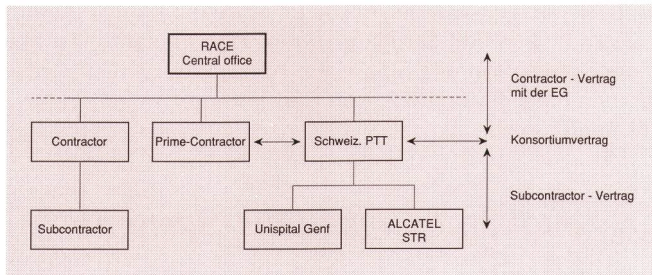 RACE
Central office
Contractor - Vertrag
mit der EG
Contractor
Prime-Contractor
Schweiz. PTT
Konsortiumvertrag
Subcontractor - Vertrag
Subcontractor
Unispital Genf
ALCATEL
STR